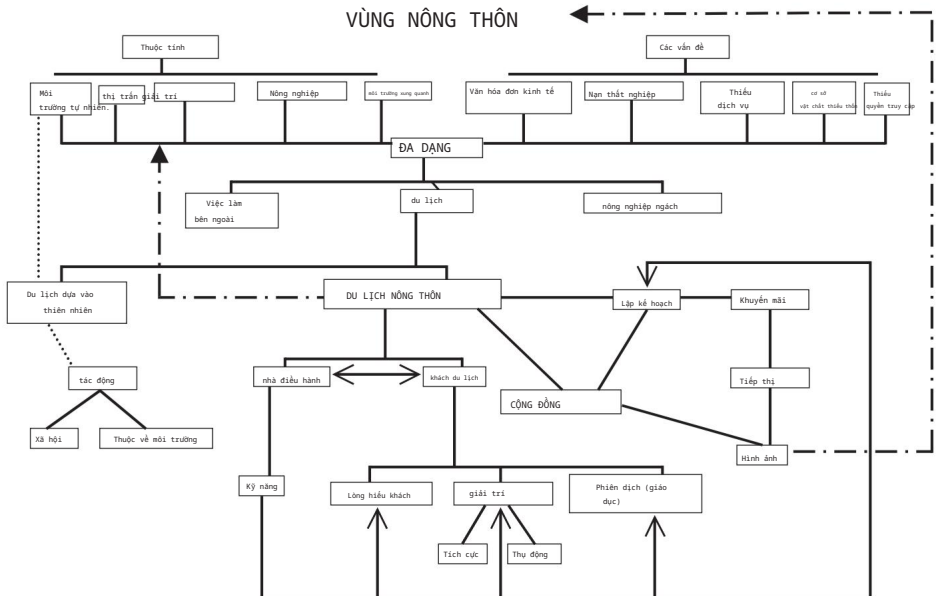 VÙNG NÔNG THÔN
Thuộc tính
Các vấn đề
Môi
trường tự nhiên.
thị trấn giải trí
Nông nghiệp
môi trường xung quanh
Văn hóa đơn kinh tế
Nạn thất nghiệp
Thiếu
dịch vụ
cơ sở
vật chất thiếu thốn
Thiếu
quyền truy cập
ĐA DẠNG
Việc làm
bên ngoài
du lịch
nông nghiệp ngách
Du lịch dựa vào
thiên nhiên
DU LỊCH NÔNG THÔN
Lập kế hoạch
Khuyến mãi
tác động
nhà điều hành
khách du lịch
CỘNG ĐỒNG
Tiếp thị
Xã hội
Thuộc về môi trường
Hình ảnh
Kỹ năng
Lòng hiếu khách
giải trí
Phiên dịch (giáo
dục)
Tích cực
Thụ động